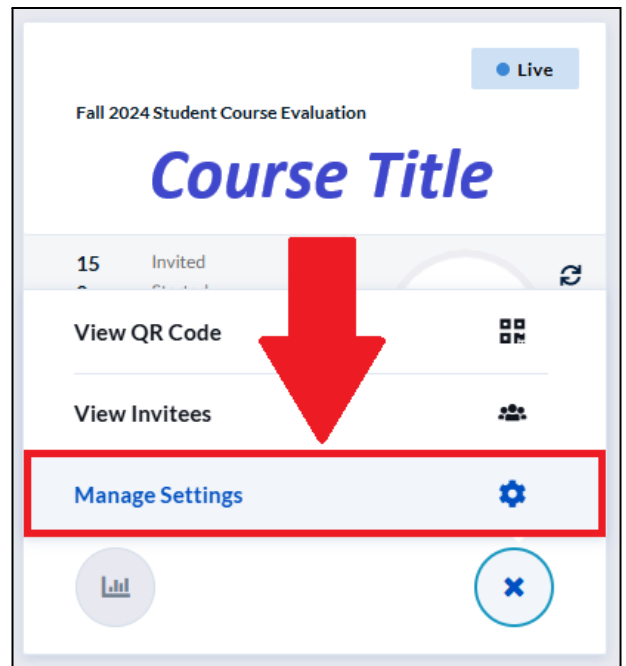 Live
Fall 2024 Student Course Evaluation
Course Title
15 Invited
View QR Code
View Invitees
Manage Settings